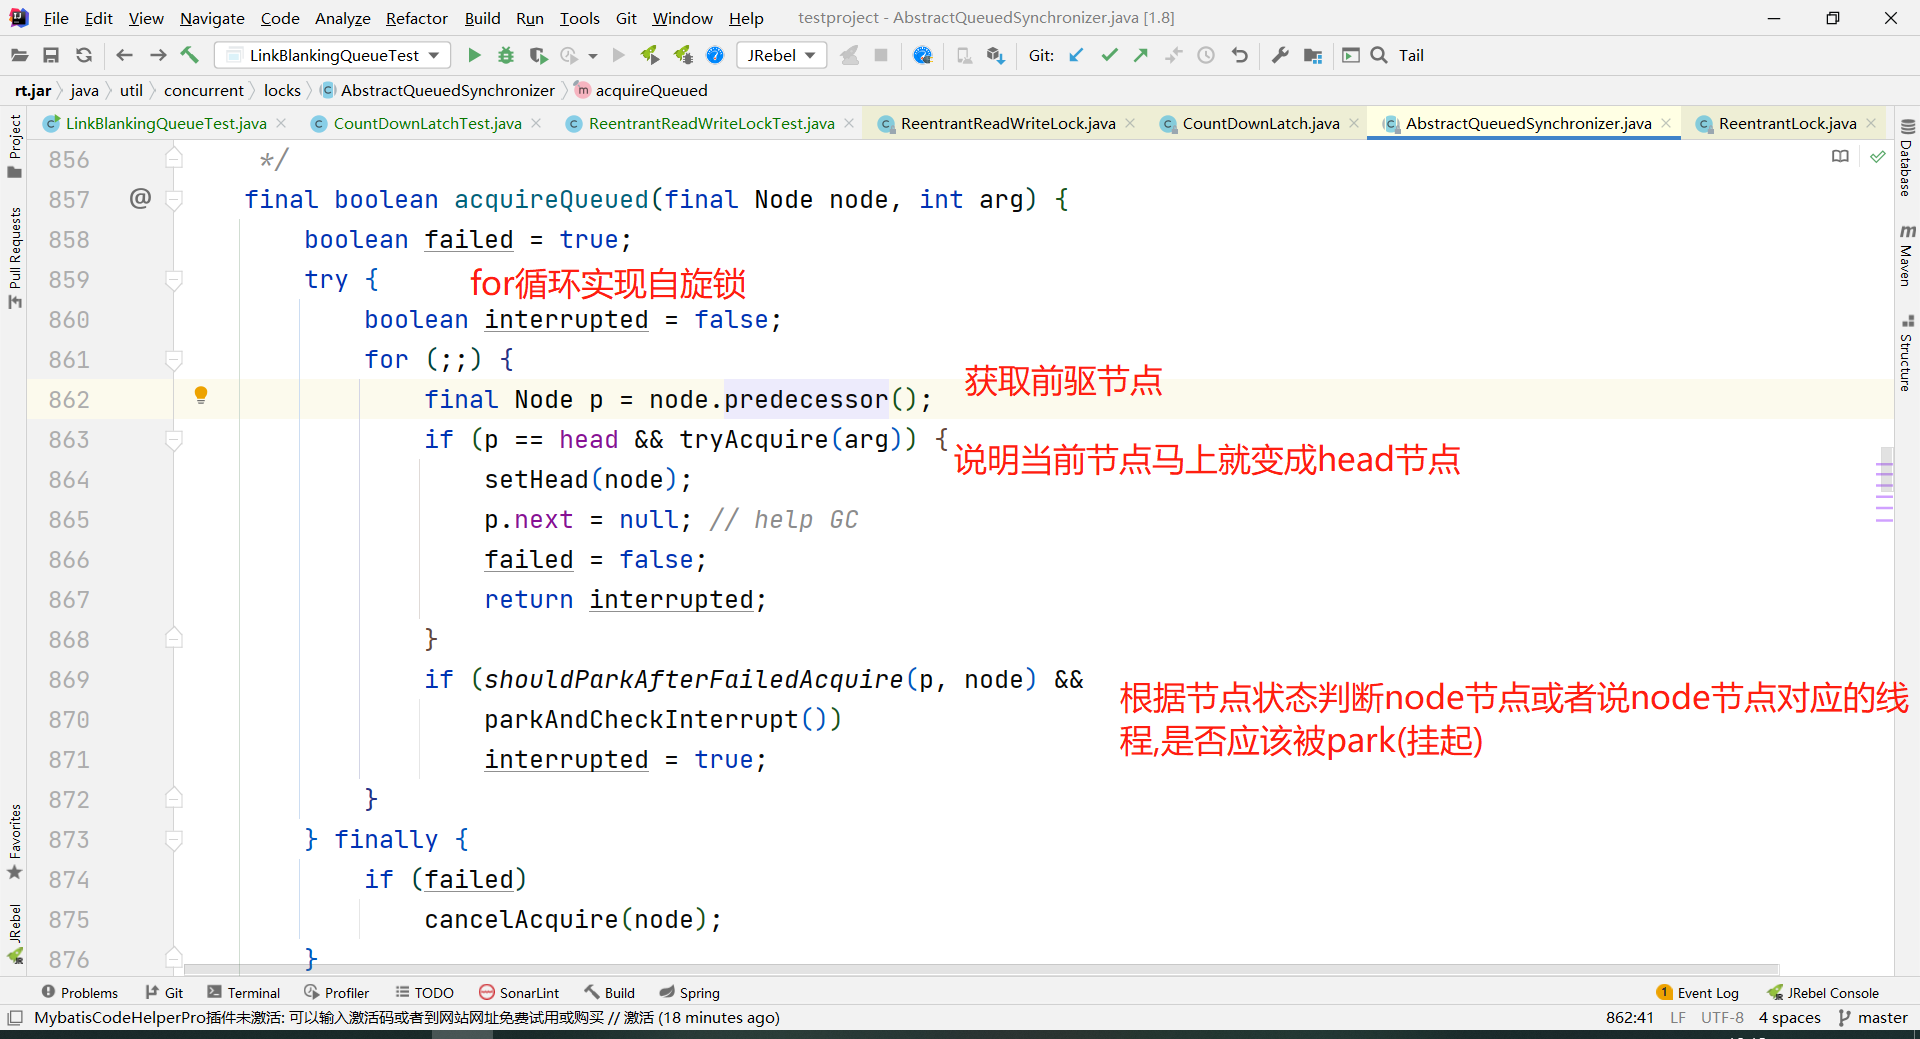 File Edit View Navigate Code Analyze Refactor Build Run Tools Git Window Help testproject - AbstractQueuedSynchronizer.java [1.8]
LinkBlankingQueueTest JRebel Git: Tail
rt.jar java util concurrent locks AbstractQueuedSynchronizer acquireQueued
LinkBlankingQueueTest.java CountDownLatchTest.java ReentrantReadWriteLockTest.java ReentrantReadWriteLock.java CountDownLatch.java AbstractQueuedSynchronizer.java ReentrantLock.java
Project
Pull Requests
Favorites
JRebel
Database
Maven
Structure
856 */
857 @ final boolean acquireQueued(final Node node, int arg) {
858 boolean failed = true;
859 try {
for循环实现自旋锁
860 boolean interrupted = false;
861 for (;;) {
获取前驱节点
862 final Node p = node.predecessor();
863 if (p == head && tryAcquire(arg)) {
说明当前节点马上就变成head节点
864 setHead(node);
865 p.next = null; // help GC
866 failed = false;
867 return interrupted;
868 }
869 if (shouldParkAfterFailedAcquire(p, node) &&
根据节点状态判断node节点或者说node节点对应的线
870 parkAndCheckInterrupt())
程,是否应该被park(挂起)
871 interrupted = true;
872 }
873 } finally {
874 if (failed)
875 cancelAcquire(node);
876 }
Problems Git Terminal Profiler TODO SonarLint Build Spring 1 Event Log JRebel Console
MybatisCodeHelperPro插件未激活: 可以输入激活码或者到网站网址免费试用或购买 // 激活 (18 minutes ago) 862:41 LF UTF-8 4 spaces master